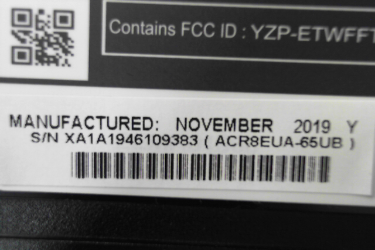 Contains FCC ID : YZP-ETWFFT
MANUFACTURED: NOVEMBER 2019 Y
S/N XA1A1946109383 ( ACR8EUA-65UB )